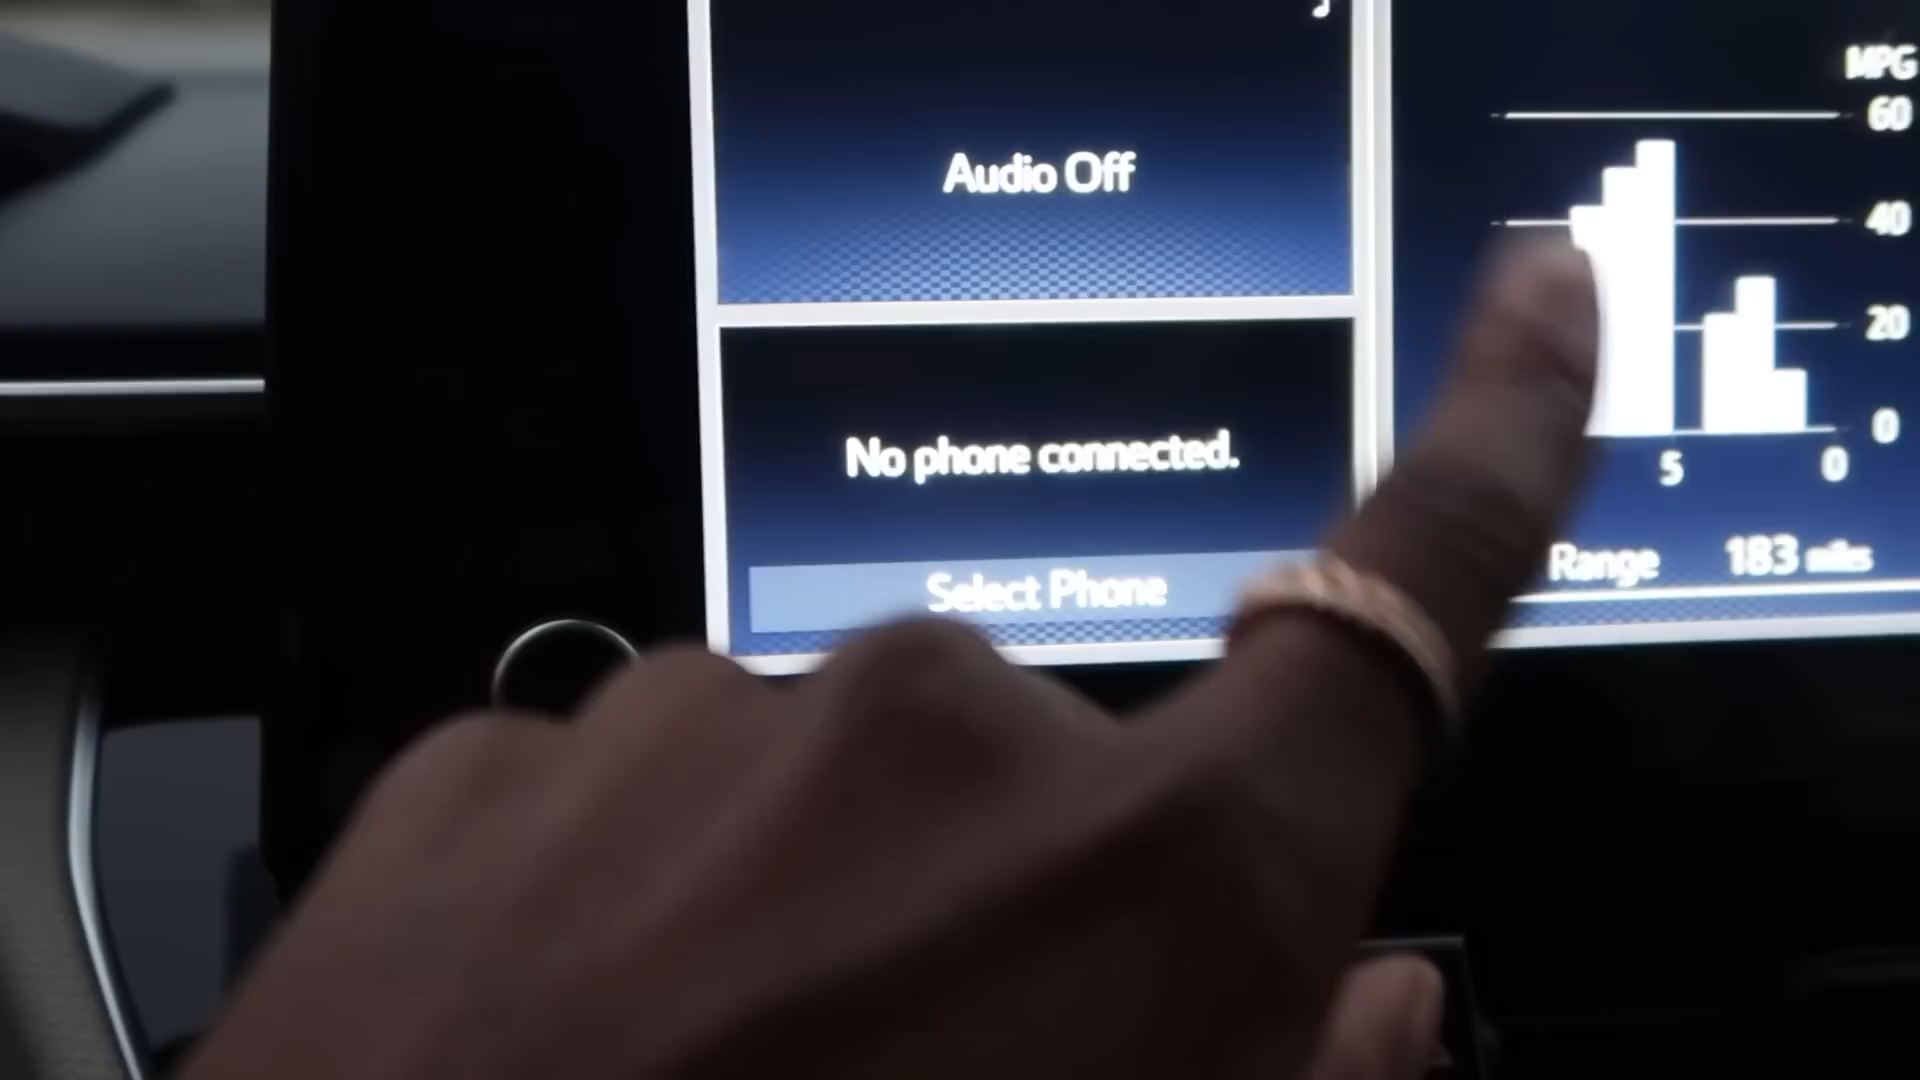 Audio Off
No phone connected.
Select Phone
MPG
60
40
20
0
5 0
Range 183 miles